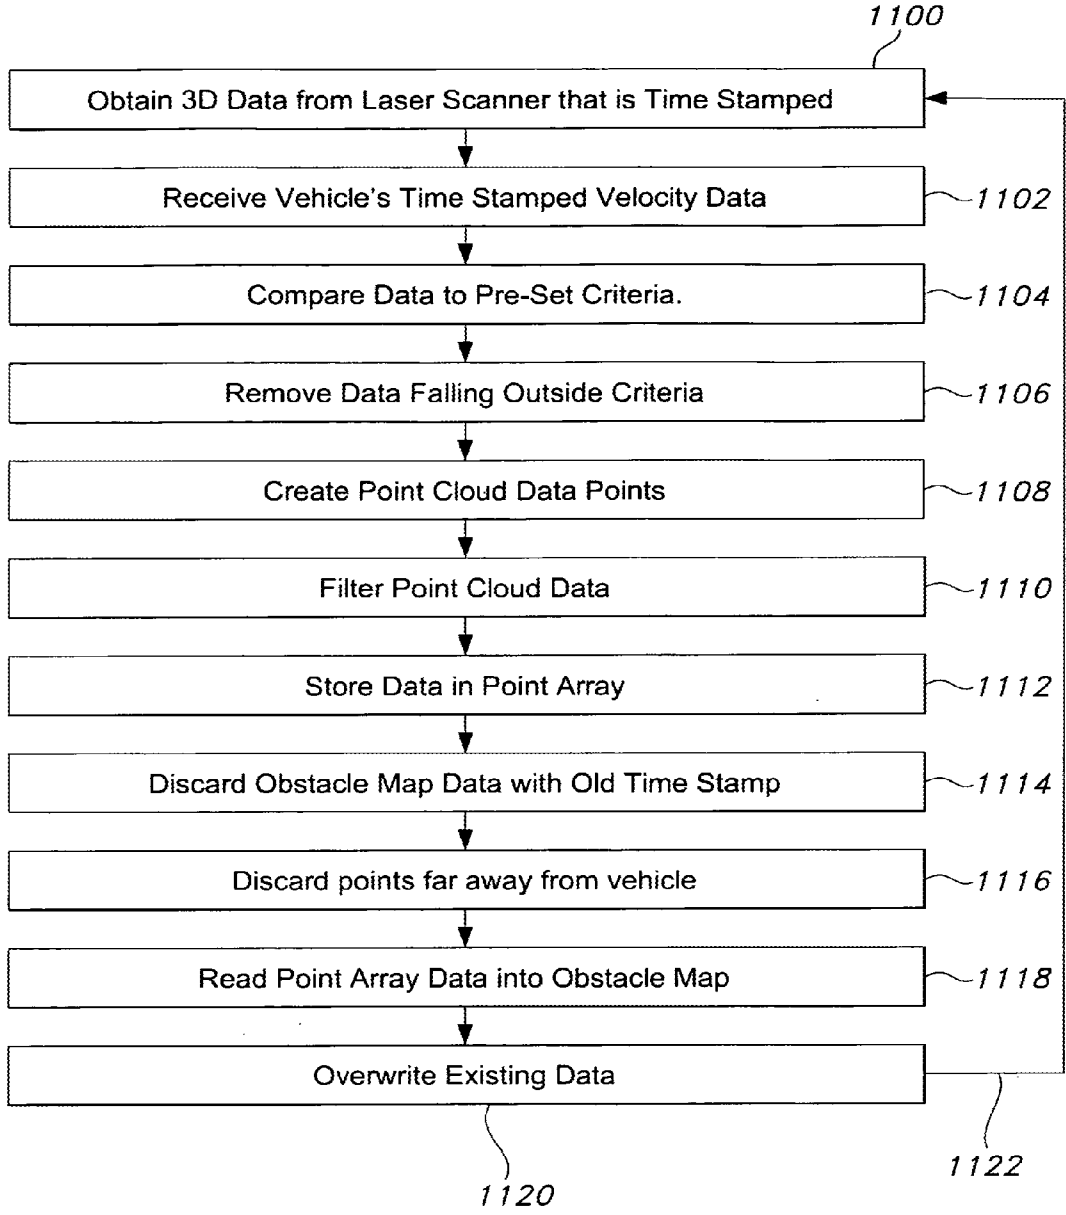 1100
Obtain 3D Data from Laser Scanner that is Time Stamped
Receive Vehicle's Time Stamped Velocity Data
1102
Compare Data to Pre-Set Criteria.
1104
Remove Data Falling Outside Criteria
1106
Create Point Cloud Data Points
1108
Filter Point Cloud Data
1110
Store Data in Point Array
1112
Discard Obstacle Map Data with Old Time Stamp
1114
Discard points far away from vehicle
1116
Read Point Array Data into Obstacle Map
1118
Overwrite Existing Data
1122
1120